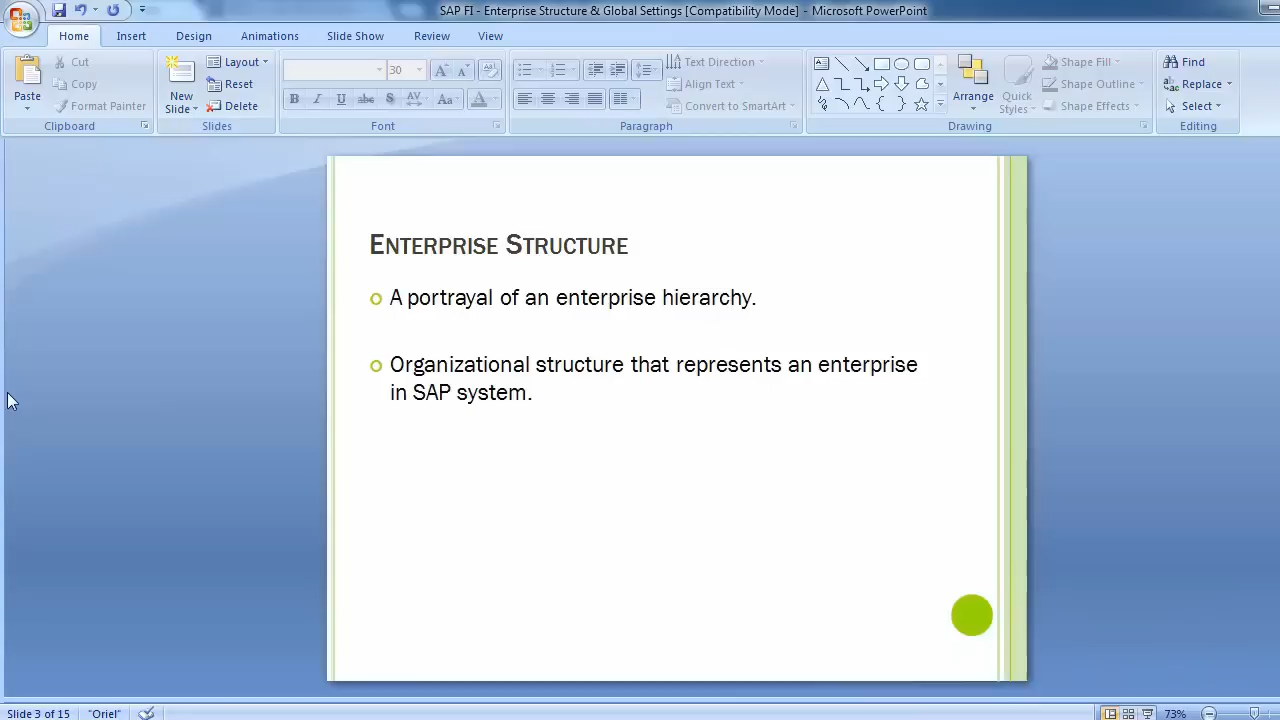 SAP FI - Enterprise Structure & Global Settings [Compatibility Mode] - Microsoft PowerPoint
Home Insert Design Animations Slide Show Review View
Paste
Cut
Copy
Format Painter
Clipboard
New Slide
Layout
Reset
Delete
Slides
30
B I U abc S AV Aa A
Font
Text Direction
Align Text
Convert to SmartArt
Paragraph
Arrange
Quick Styles
Shape Fill
Shape Outline
Shape Effects
Drawing
Find
Replace
Select
Editing
ENTERPRISE STRUCTURE
A portrayal of an enterprise hierarchy.
Organizational structure that represents an enterprise
in SAP system.
Slide 3 of 15 "Oriel" 73%